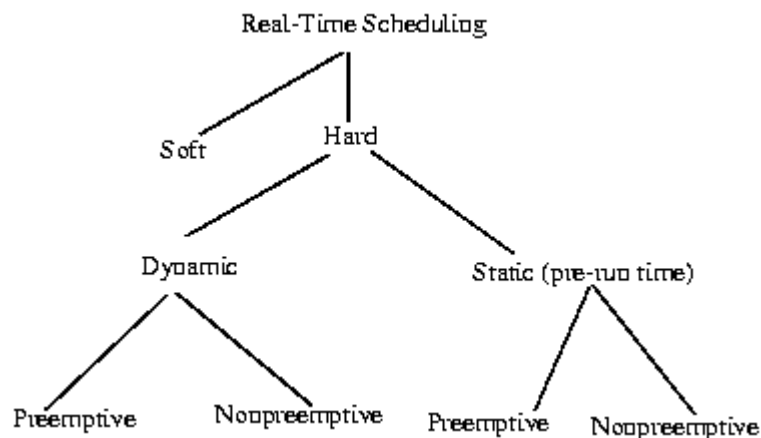 Real-Time Scheduling
Soft
Hard
Dynamic
Static (pre-run time)
Preemptive
Nonpreemptive
Preemptive
Nonpreemptive